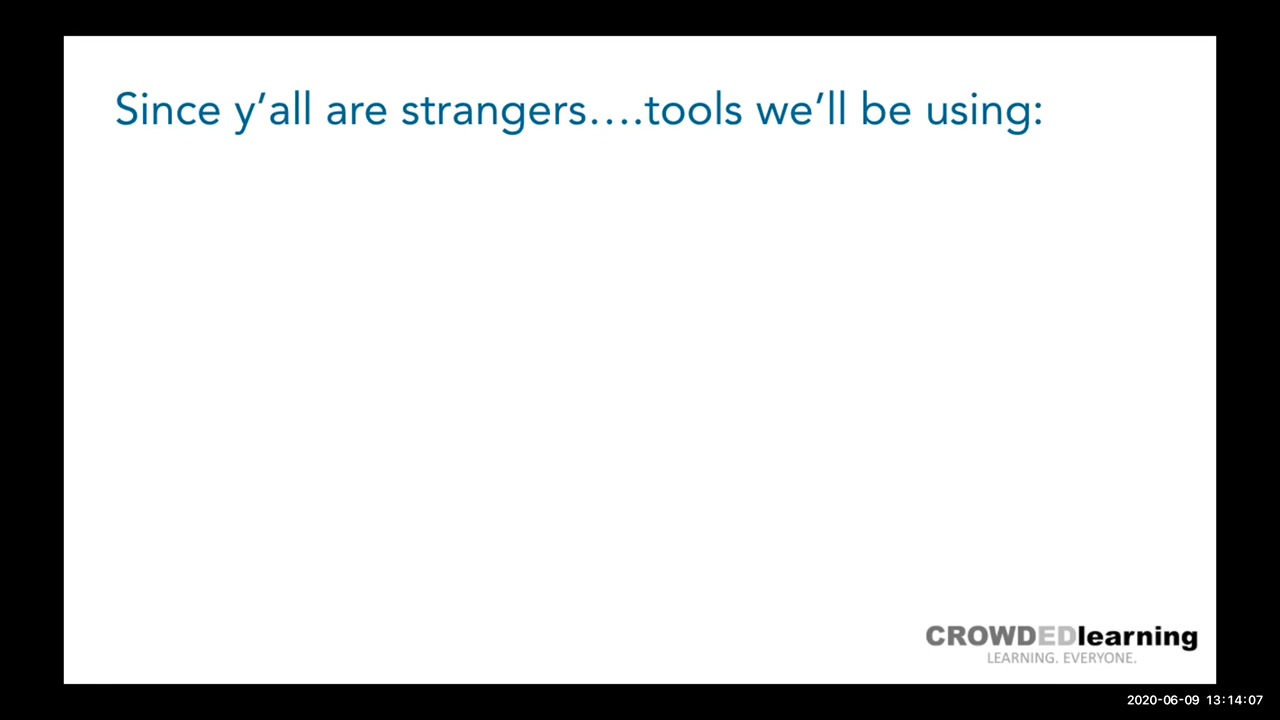 Since y’all are strangers….tools we’ll be using:
CROWDEDlearning
LEARNING. EVERYONE.
2020-06-09 13:14:07